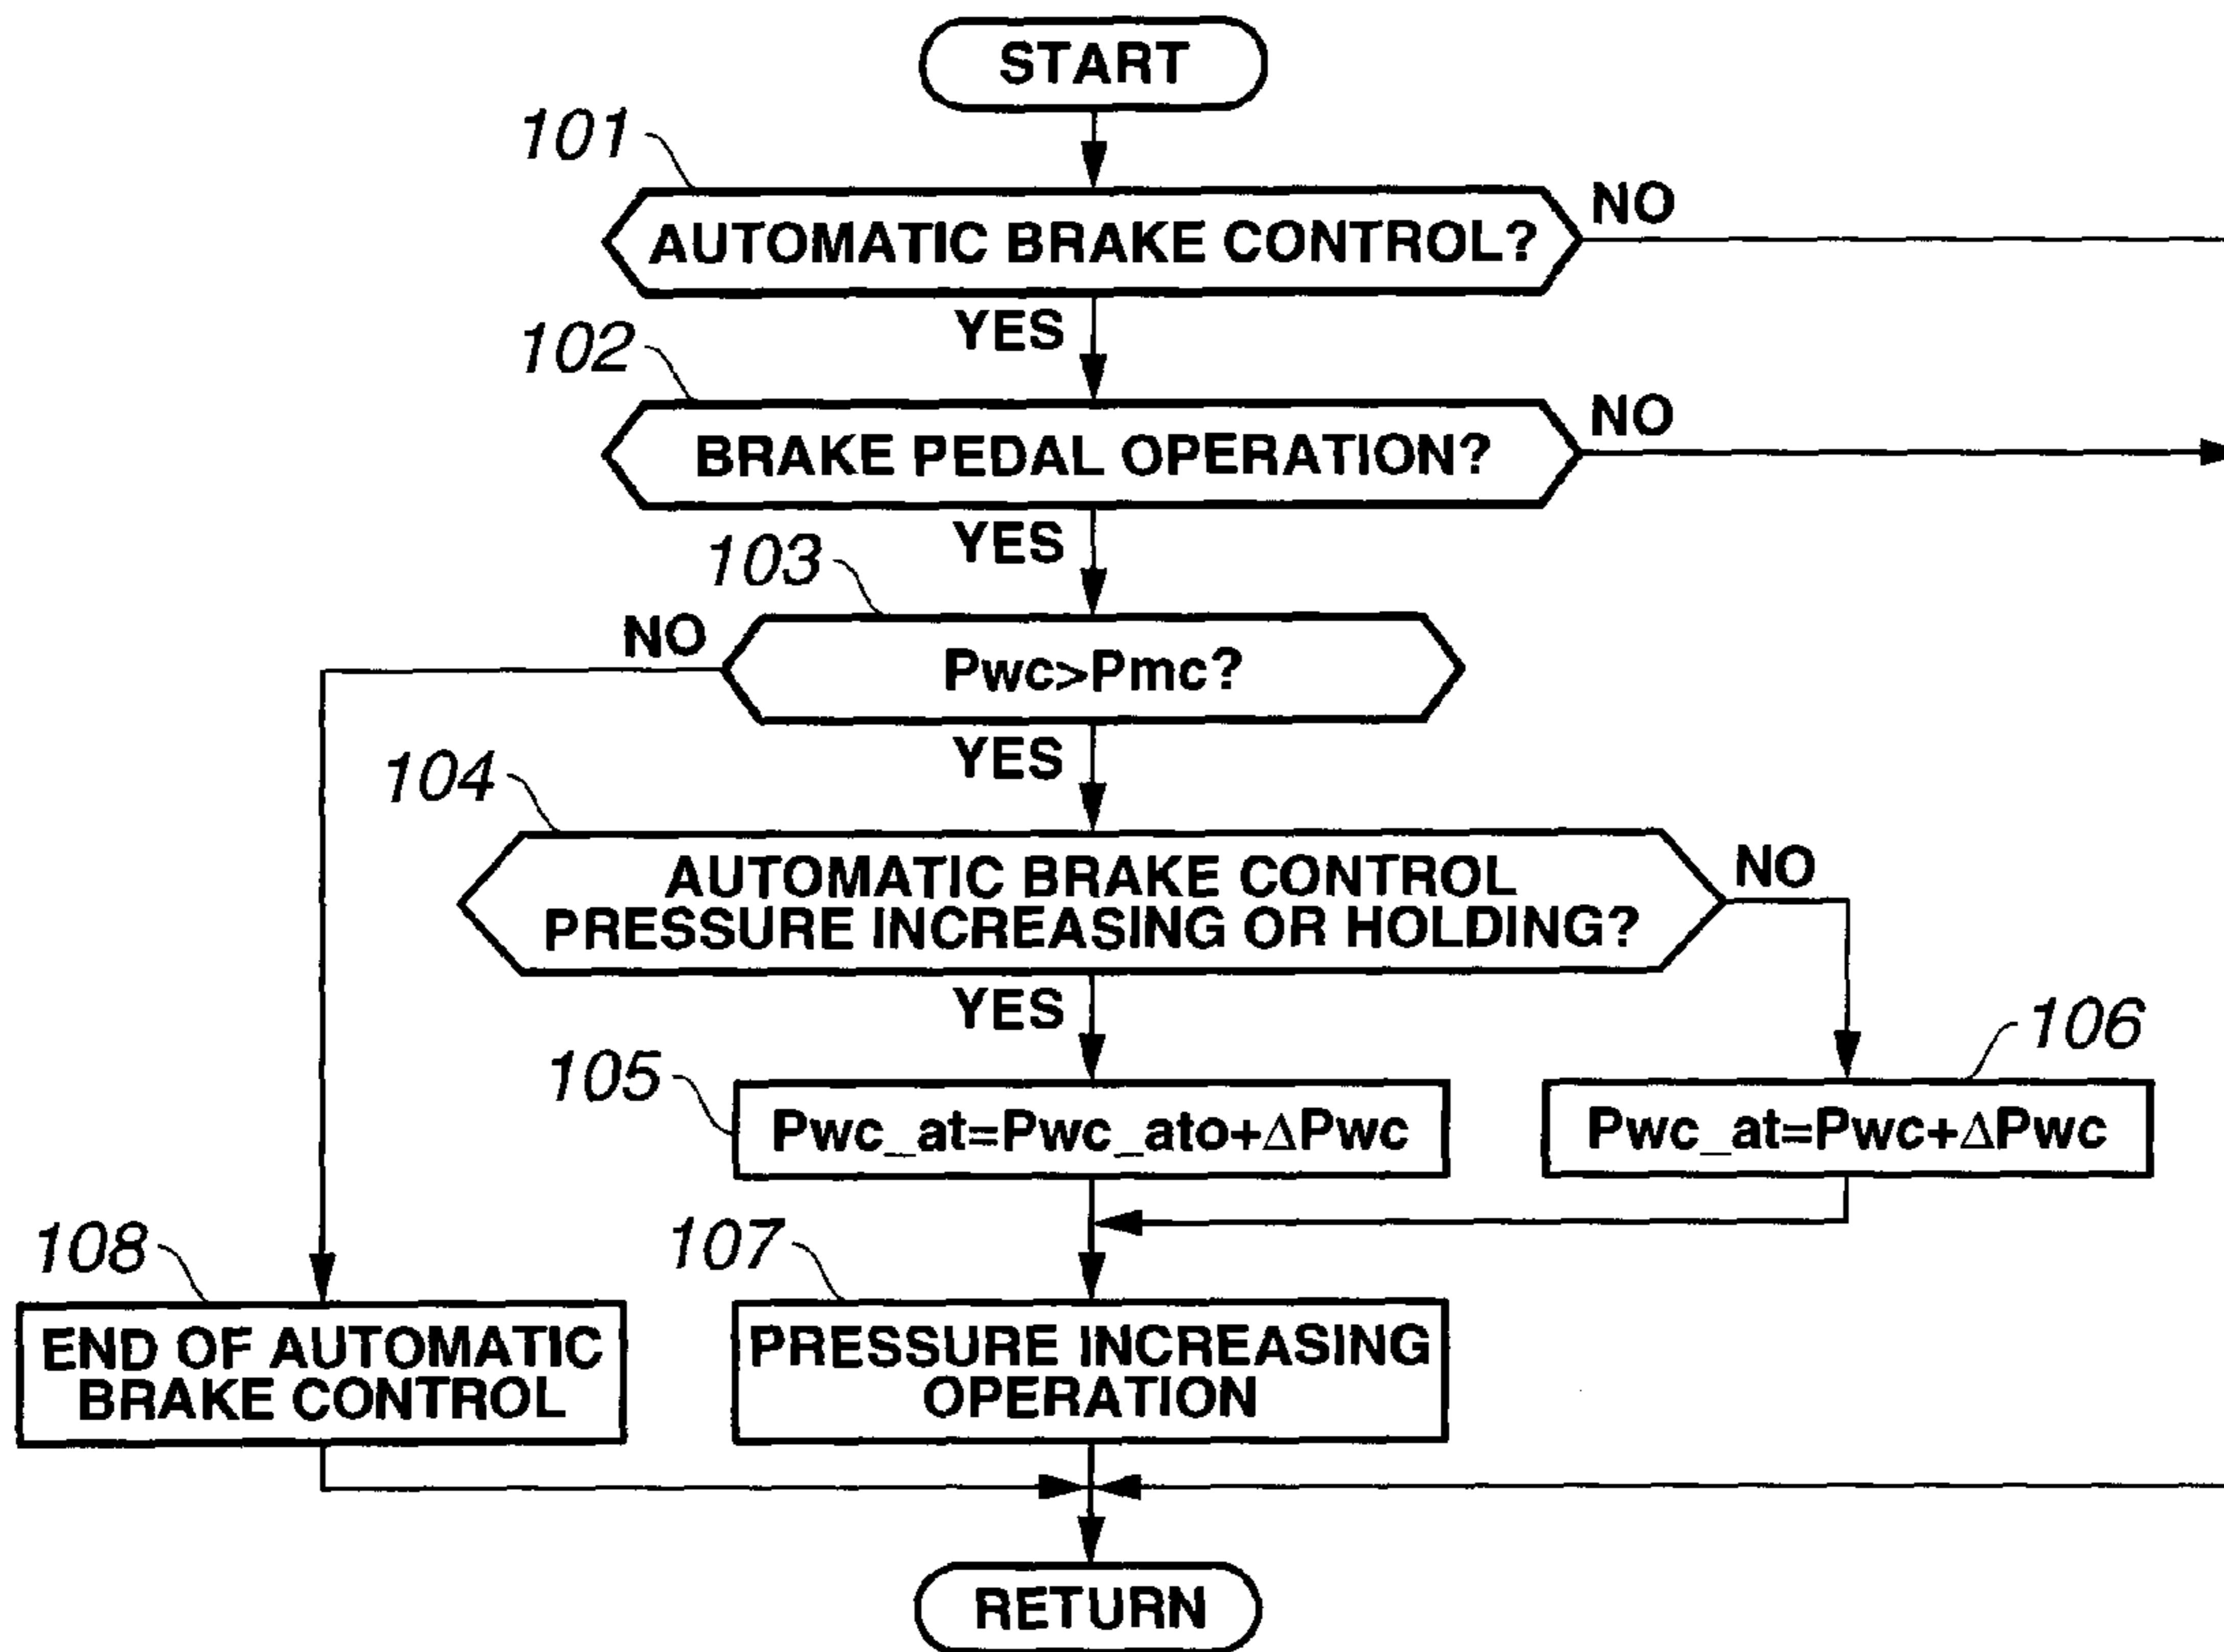 START
101
AUTOMATIC BRAKE CONTROL?
NO
YES
102
BRAKE PEDAL OPERATION?
NO
YES
103
NO
Pwc>Pmc?
YES
104
AUTOMATIC BRAKE CONTROL
PRESSURE INCREASING OR HOLDING?
NO
YES
105
Pwc_at=Pwc_ato+ΔPwc
106
Pwc_at=Pwc+ΔPwc
108
END OF AUTOMATIC
BRAKE CONTROL
107
PRESSURE INCREASING
OPERATION
RETURN